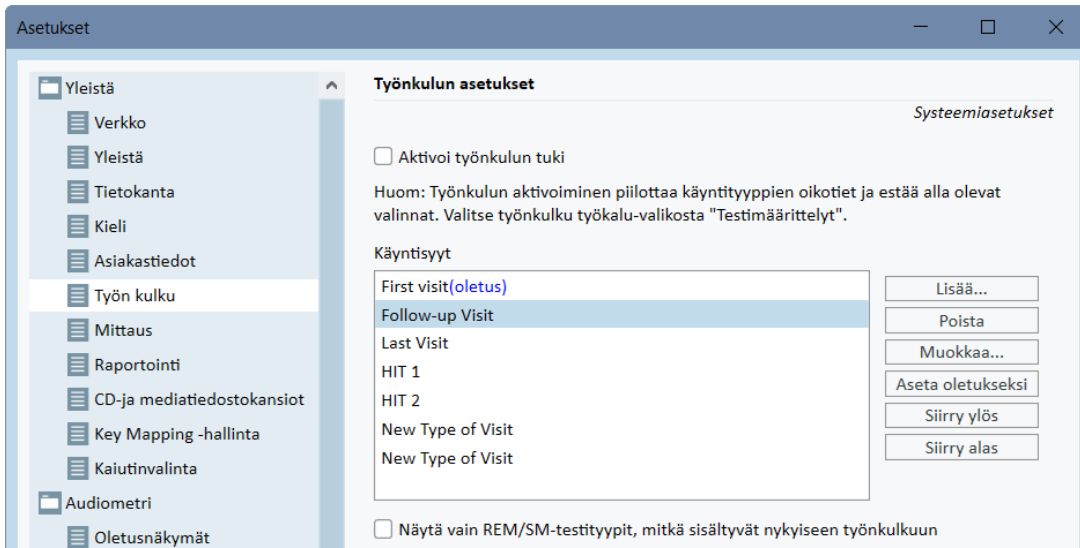 Asetukset
Yleistä
Verkko
Yleistä
Tietokanta
Kieli
Asiakastiedot
Työn kulku
Mittaus
Raportointi
CD-ja mediatiedostokansiot
Key Mapping -hallinta
Kaiutinvalinta
Audiometri
Oletusnäkymät
Työnkulun asetukset
Systeemiasetukset
Aktivoi työnkulun tuki
Huom: Työnkulun aktivoiminen piilottaa käyntityyppien oikotiet ja estää alla olevat
valinnat. Valitse työnkulku työkalu-valikosta "Testimäärittelyt".
Käyntisyyt
First visit(oletus)
Follow-up Visit
Last Visit
HIT 1
HIT 2
New Type of Visit
New Type of Visit
Lisää...
Poista
Muokkaa...
Aseta oletukseksi
Siirry ylös
Siirry alas
Näytä vain REM/SM-testityypit, mitkä sisältyvät nykyiseen työnkulkuun